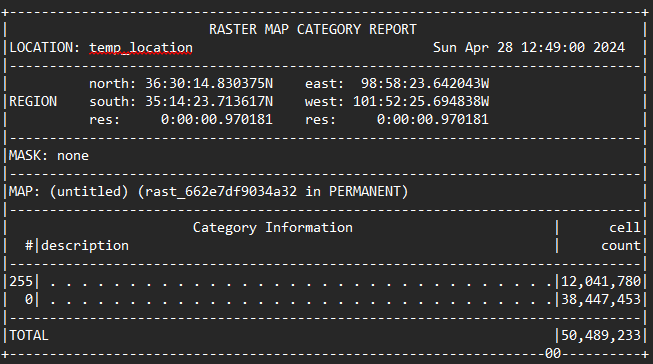 +-----------------------------------------------------------------------------+
|                         RASTER MAP CATEGORY REPORT                          |
|LOCATION: temp_location                              Sun Apr 28 12:49:00 2024|
|-----------------------------------------------------------------------------|
|          north: 36:30:14.830375N    east:  98:58:23.642043W                 |
|REGION    south: 35:14:23.713617N    west: 101:52:25.694838W                 |
|          res:     0:00:00.970181    res:     0:00:00.970181                 |
|-----------------------------------------------------------------------------|
|MASK: none                                                                   |
|-----------------------------------------------------------------------------|
|MAP: (untitled) (rast_662e7df9034a32 in PERMANENT)                           |
|-----------------------------------------------------------------------------|
|                       Category Information                       |      cell|
|  #|description                                                   |     count|
|-----------------------------------------------------------------------------|
|255| . . . . . . . . . . . . . . . . . . . . . . . . . . . . . . .|12,041,780|
|  0| . . . . . . . . . . . . . . . . . . . . . . . . . . . . . . .|38,447,453|
|-----------------------------------------------------------------------------|
|TOTAL                                                             |50,489,233|
+-----------------------------------------------------------------00----------+